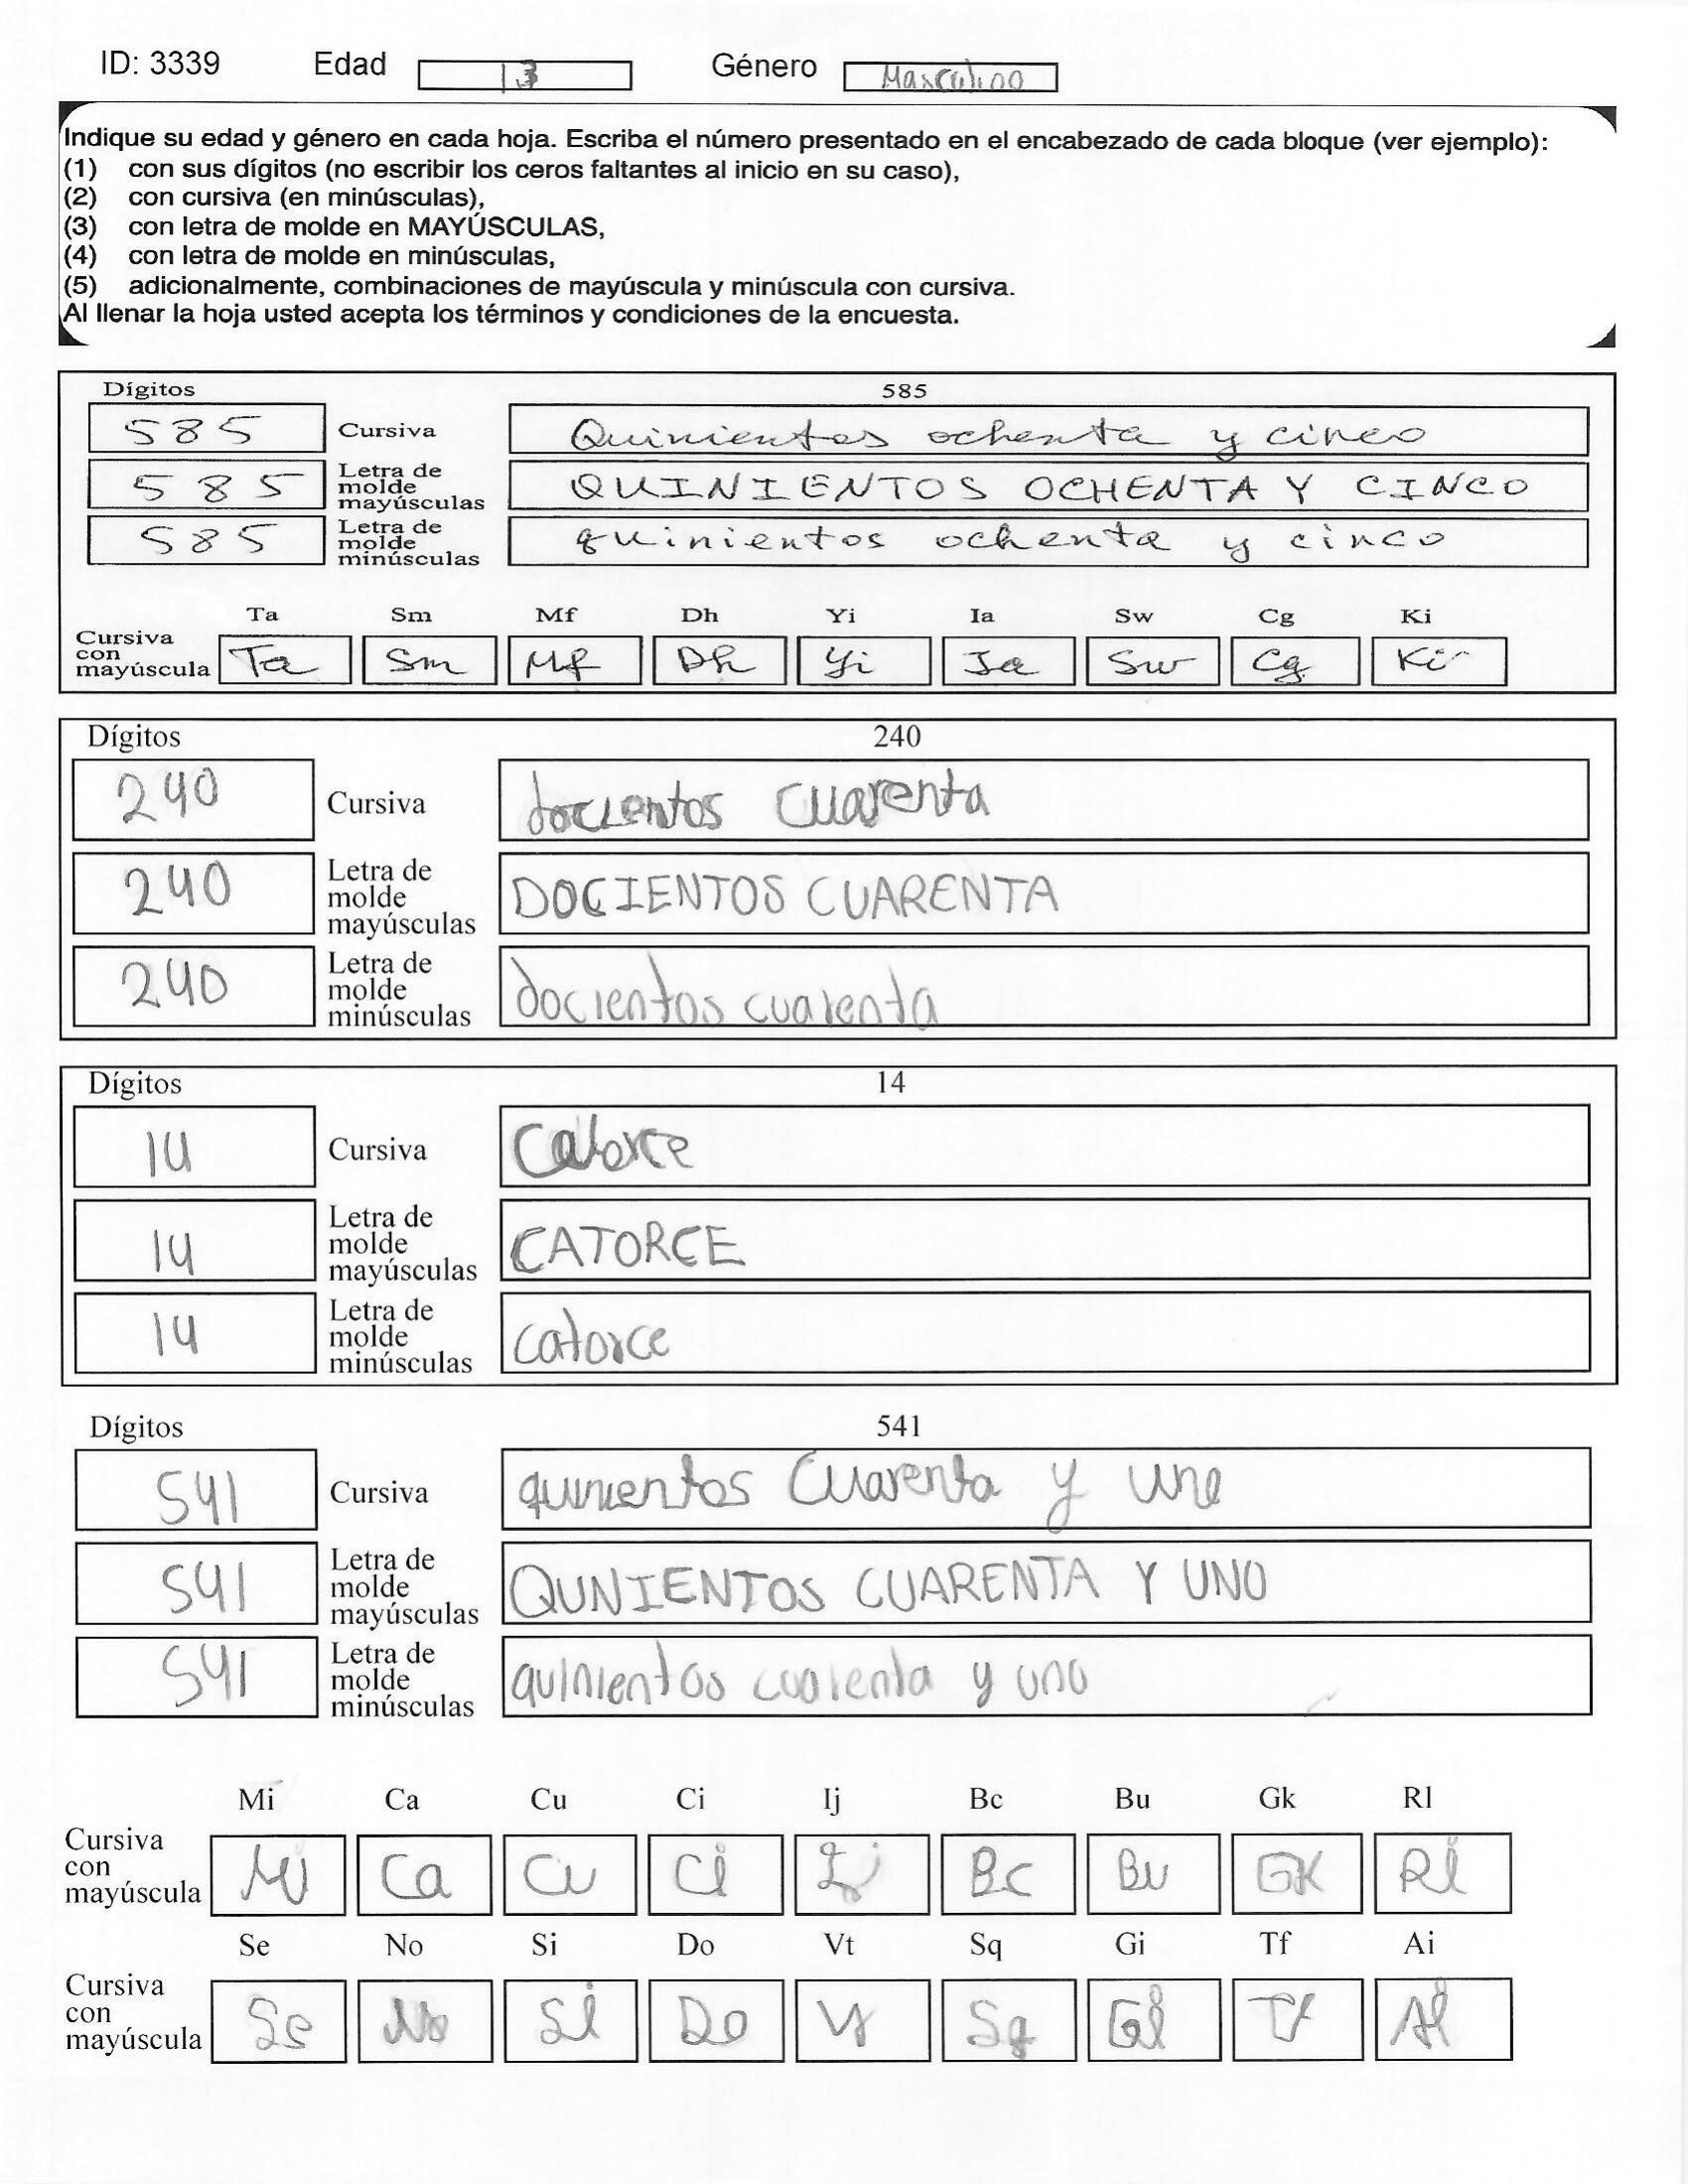 ID: 3339 Edad 13 Género Masculino
Indique su edad y género en cada hoja. Escriba el número presentado en el encabezado de cada bloque (ver ejemplo):
(1) con sus dígitos (no escribir los ceros faltantes al inicio en su caso),
(2) con cursiva (en minúsculas),
(3) con letra de molde en MAYÚSCULAS,
(4) con letra de molde en minúsculas,
(5) adicionalmente, combinaciones de mayúscula y minúscula con cursiva.
Al llenar la hoja usted acepta los términos y condiciones de la encuesta.
Dígitos 585
585 Cursiva Quinientos ochenta y cinco
585 Letra de molde mayúsculas QUINIENTOS OCHENTA Y CINCO
585 Letra de molde minúsculas quinientos ochenta y cinco
Ta Sm Mf Dh Yi Ia Sw Cg Ki
Cursiva con mayúscula Ta Sm Mf Dh Yi Ia Sw Cg Ki
Dígitos 240
240 Cursiva docientos cuarenta
240 Letra de molde mayúsculas DOCIENTOS CUARENTA
240 Letra de molde minúsculas docientos cuarenta
Dígitos 14
14 Cursiva catorce
14 Letra de molde mayúsculas CATORCE
14 Letra de molde minúsculas catorce
Dígitos 541
541 Cursiva quinientos cuarenta y uno
541 Letra de molde mayúsculas QUNIENTOS CUARENTA Y UNO
541 Letra de molde minúsculas quinientos cuarenta y uno
Mi Ca Cu Ci Ij Bc Bu Gk Rl
Cursiva con mayúscula Mi Ca Cu Ci Ij Bc Bu Gk Rl
Se No Si Do Vt Sq Gi Tf Ai
Cursiva con mayúscula Se No Si Do Vt Sq Gi Tf Ai